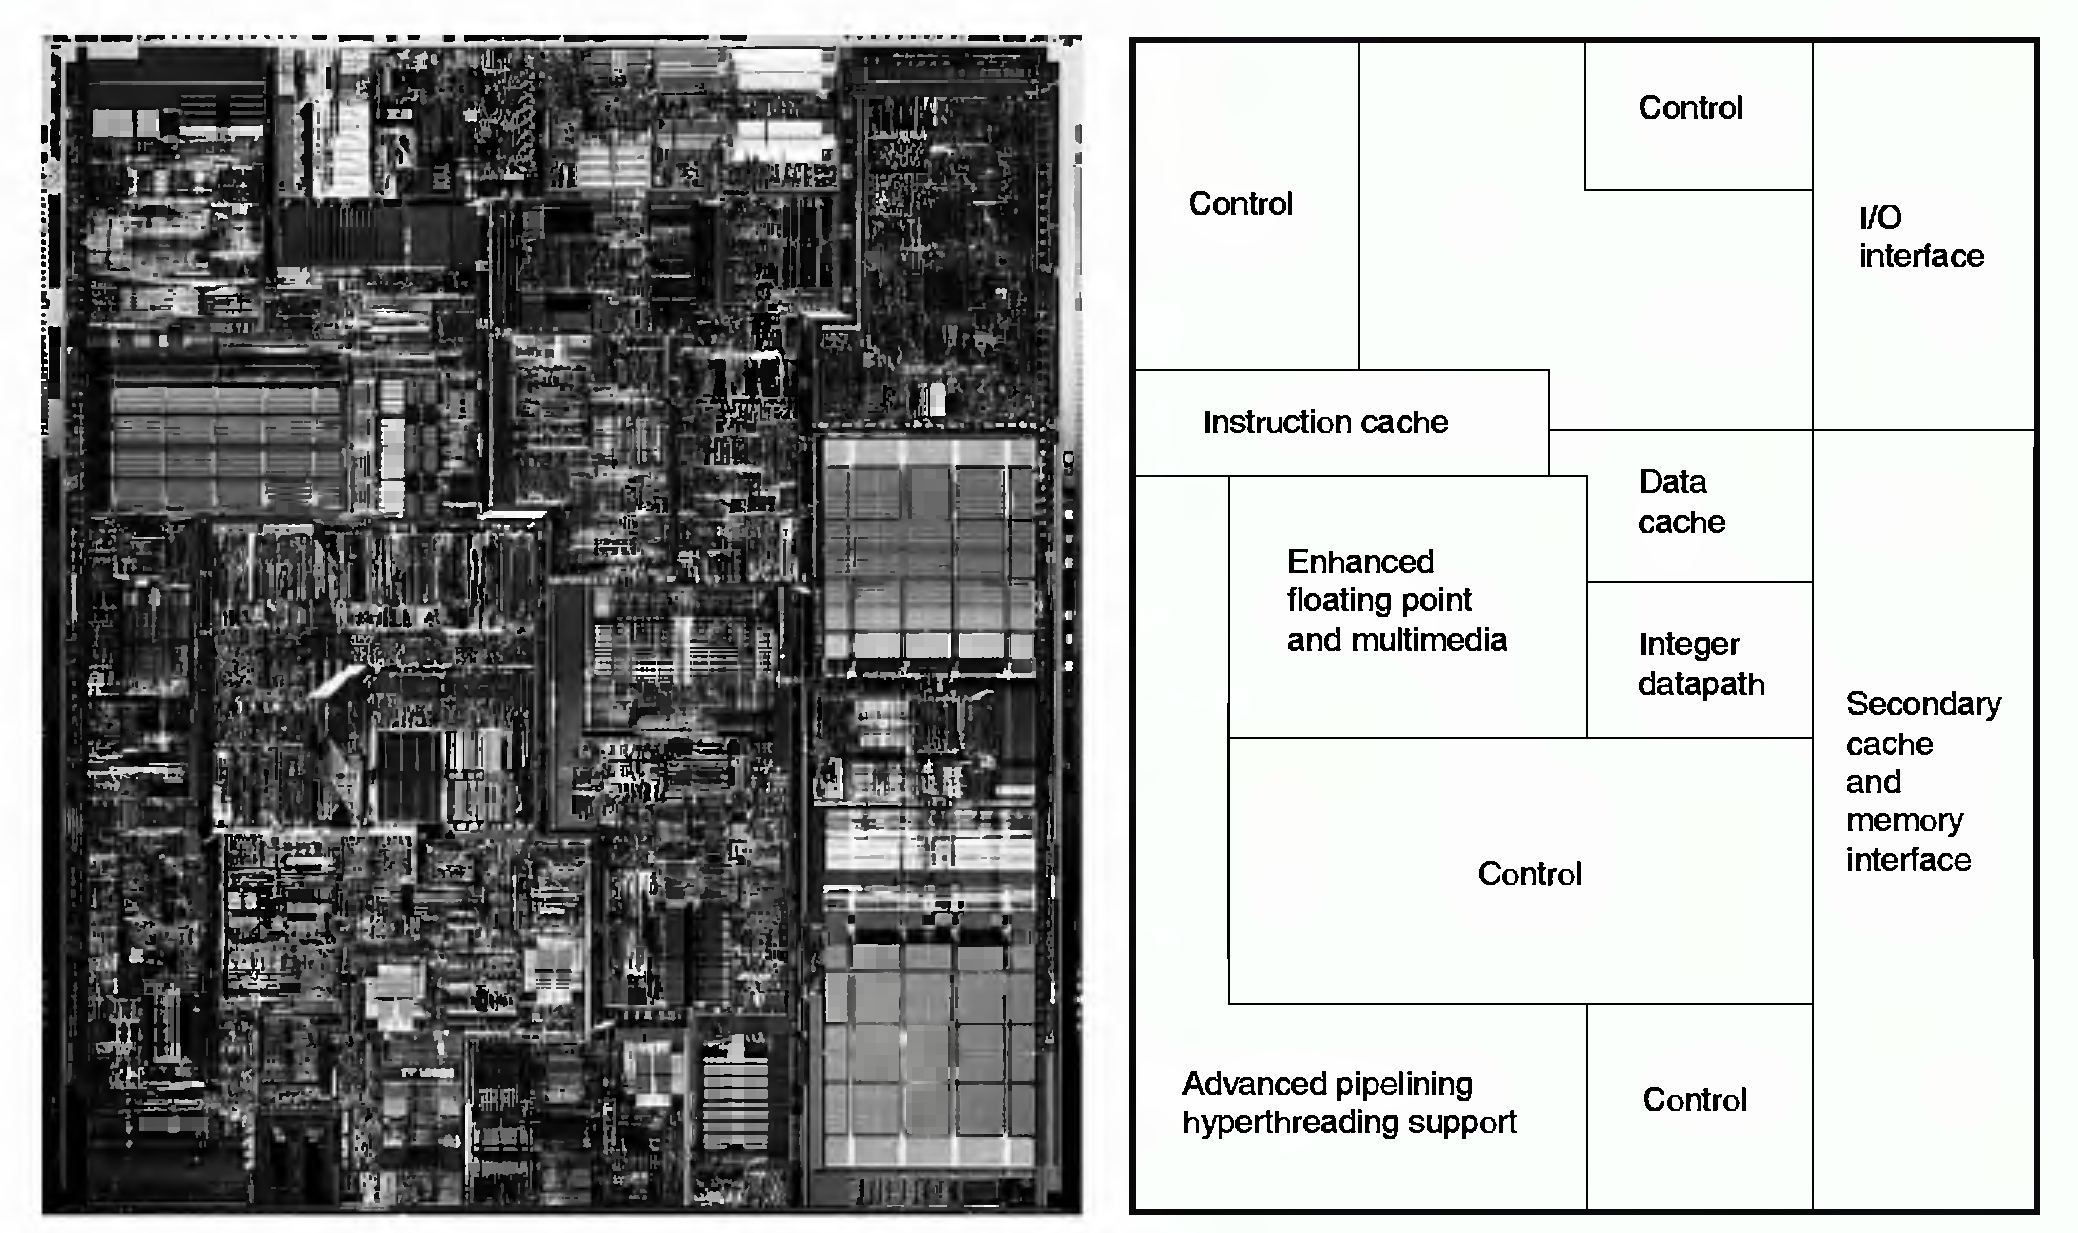 Control
Control
I/O
interface
Instruction cache
Data
cache
Enhanced
floating point
and multimedia
Integer
datapath
Secondary
cache
and
memory
interface
Control
Advanced pipelining
hyperthreading support
Control